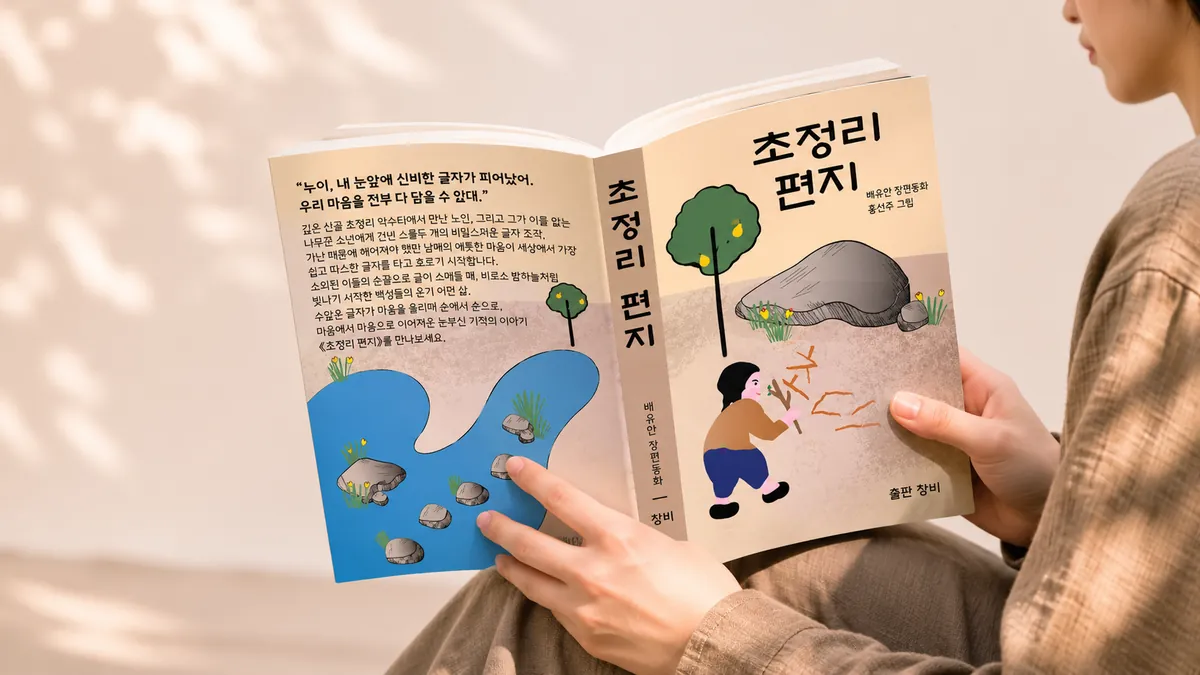 “누이, 내 눈앞에 신비한 글자가 피어났어.
우리 마음을 전부 다 담을 수 있대.”
깊은 산골 초정리 약수터에서 만난 노인, 그리고 그가 이를 없는
나무꾼 소년에게 건넨 스물두 개의 비밀스러운 글자 조각.
가난 때문에 헤어져야 했만 남매의 애틋한 마음이 세상에서 가장
쉽고 따스한 글자를 타고 흐르기 시작합니다.
소외된 이들의 손끝으로 글이 스며들 때, 비로소 밤하늘처럼
빛나기 서작한 백성들의 온기 어먼 삶.
수많은 글자가 마음을 울리며 손에서 손으로,
마음에서 마음으로 이어져운 눈부신 기적의 이야기
《초정리 편지》를 만나보세요.
초정리 편지
배유안 장편동화 — 창비
초정리
편지
배유안 장편동화
홍선주 그림
출판 창비